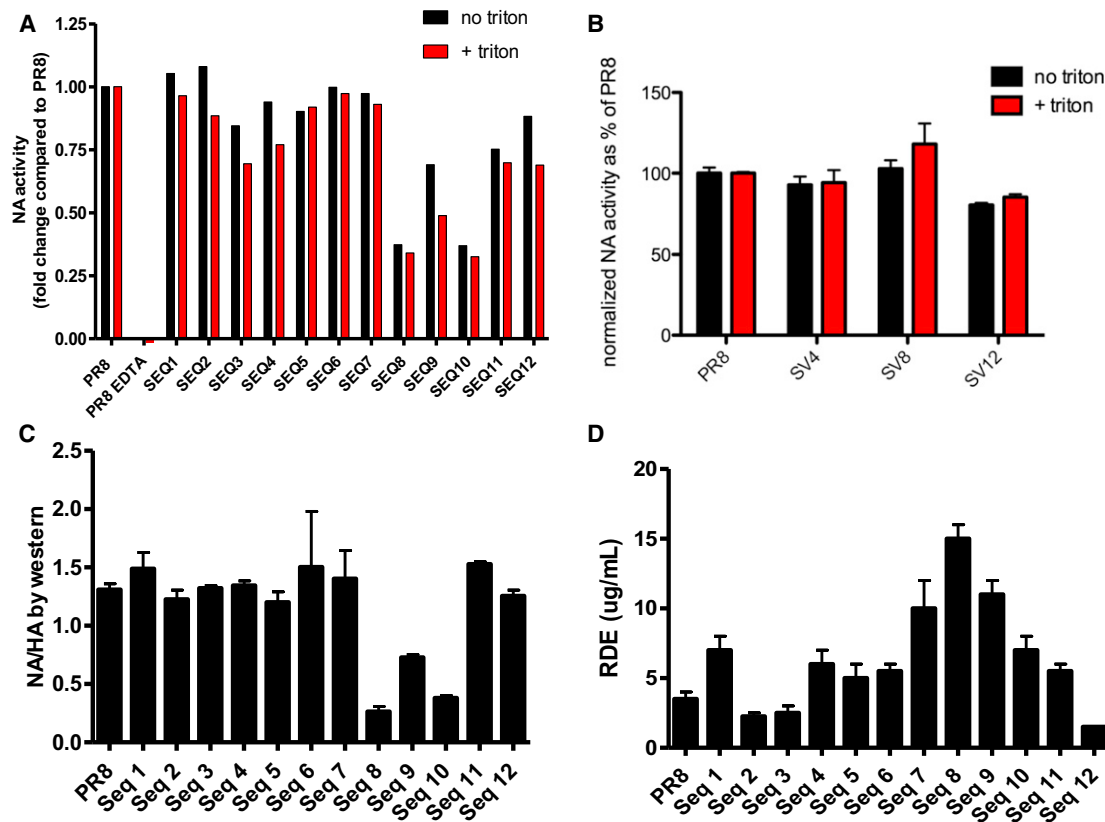 A
no triton
+ triton
NA activity
(fold change compared to PR8)
1.25
1.00
0.75
0.50
0.25
0.00
PR8
PR8 EDTA
SEQ1
SEQ2
SEQ3
SEQ4
SEQ5
SEQ6
SEQ7
SEQ8
SEQ9
SEQ10
SEQ11
SEQ12
B
no triton
+ triton
normalized NA activity as % of PR8
150
100
50
0
PR8
SV4
SV8
SV12
C
NA/HA by western
2.5
2.0
1.5
1.0
0.5
0.0
PR8
Seq 1
Seq 2
Seq 3
Seq 4
Seq 5
Seq 6
Seq 7
Seq 8
Seq 9
Seq 10
Seq 11
Seq 12
D
RDE (ug/mL)
20
15
10
5
0
PR8
Seq 1
Seq 2
Seq 3
Seq 4
Seq 5
Seq 6
Seq 7
Seq 8
Seq 9
Seq 10
Seq 11
Seq 12